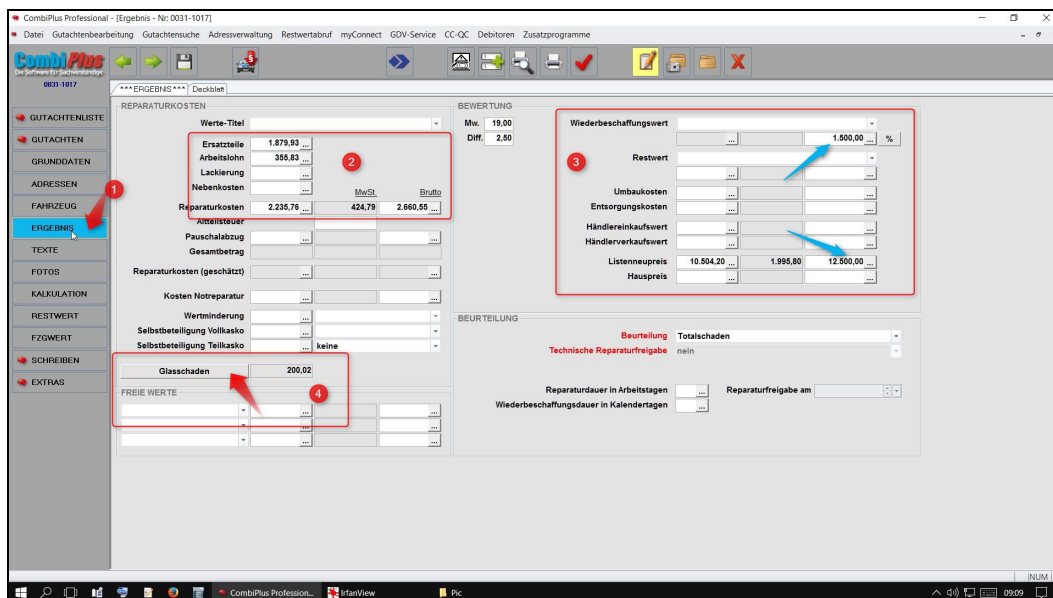 CombiPlus Professional - [Ergebnis - Nr: 0031-1017]
Datei Gutachtenbearbeitung Gutachtensuche Adressverwaltung Restwertabruf myConnect GDV-Service CC-QC Debitoren Zusatzprogramme
CombiPlus
Die Software für Sachverständige
0031-1017
***ERGEBNIS*** Deckblatt
GUTACHTENLISTE
GUTACHTEN
GRUNDDATEN
ADRESSEN
FAHRZEUG
ERGEBNIS
TEXTE
FOTOS
KALKULATION
RESTWERT
FZGWERT
SCHREIBEN
EXTRAS
1
REPARATURKOSTEN
Werte-Titel
Ersatzteile 1.879,93 ...
Arbeitslohn 355,83 ...
2
Lackierung ...
Nebenkosten ... MwSt. Brutto
Reparaturkosten 2.235,76 ... 424,79 2.660,55 ...
Altteilsteuer
Pauschalabzug ... ...
Gesamtbetrag
Reparaturkosten (geschätzt) ... ...
Kosten Notreparatur ... ...
Wertminderung ...
Selbstbeteiligung Vollkasko ...
Selbstbeteiligung Teilkasko ... keine
Glasschaden 200,02
4
FREIE WERTE
... ...
... ...
... ...
BEWERTUNG
Mw. 19,00
Diff. 2,50
Wiederbeschaffungswert
... 1.500,00 ... %
3
Restwert
... ...
Umbaukosten ... ...
Entsorgungskosten ... ...
Händlereinkaufswert ... ...
Händlerverkaufswert ... ...
Listenneupreis 10.504,20 ... 1.995,80 12.500,00 ...
Hauspreis ... ...
BEURTEILUNG
Beurteilung Totalschaden
Technische Reparaturfreigabe nein
Reparaturdauer in Arbeitstagen ... Reparaturfreigabe am
Wiederbeschaffungsdauer in Kalendertagen ...
NUM
CombiPlus Profession... IrfanView Pic 09:09